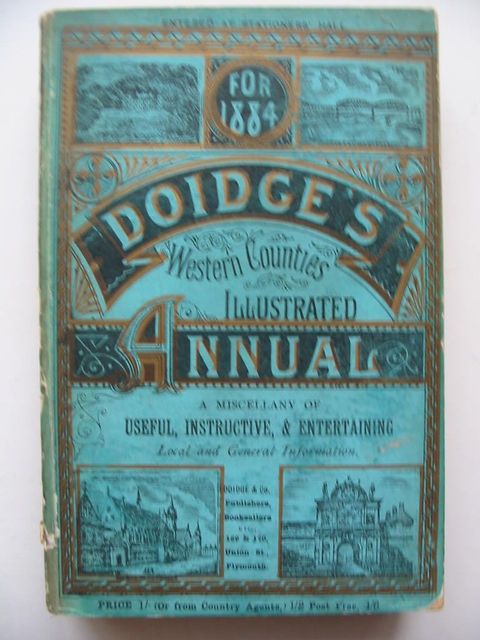 ENTERED AT STATIONERS' HALL
FOR
1884
DOIDGE'S
Western Counties
ILLUSTRATED
ANNUAL
A MISCELLANY OF
USEFUL, INSTRUCTIVE, & ENTERTAINING
Local and General Information.
DOIDGE & Co.
Publishers,
Booksellers
Union St.,
Plymouth.
PRICE 1/- (Or from Country Agents, 1/2 Post Free, 1/6